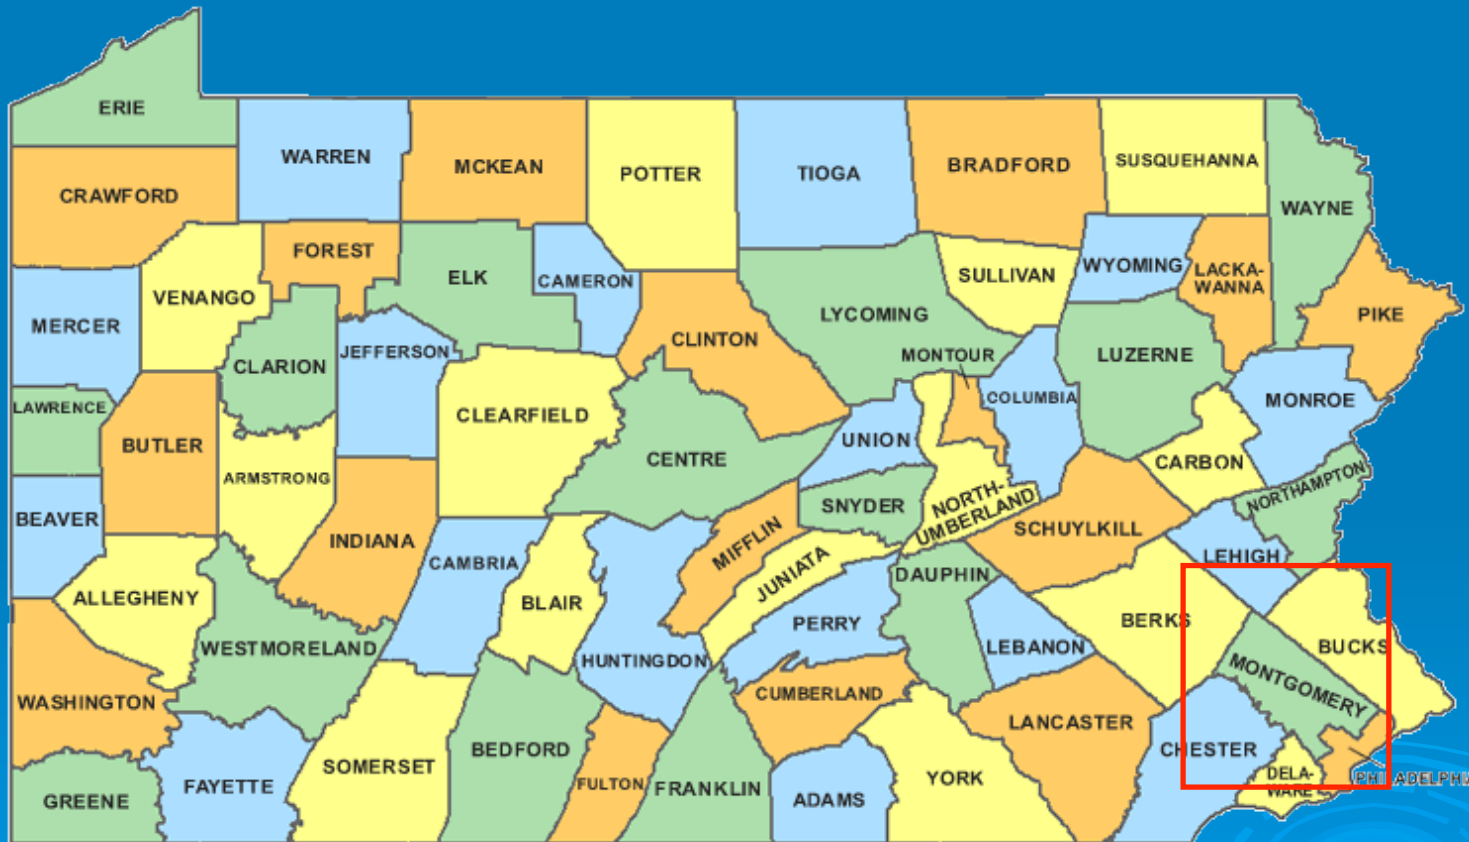 ERIE
WARREN
MCKEAN
POTTER
TIOGA
BRADFORD
SUSQUEHANNA
CRAWFORD
WAYNE
FOREST
ELK
CAMERON
SULLIVAN
WYOMING
LACKA-
WANNA
VENANGO
MERCER
LYCOMING
PIKE
CLINTON
JEFFERSON
MONTOUR
LUZERNE
CLARION
LAWRENCE
CLEARFIELD
COLUMBIA
MONROE
BUTLER
UNION
CENTRE
CARBON
ARMSTRONG
NORTHAMPTON
SNYDER
NORTH-
UMBERLAND
BEAVER
SCHUYLKILL
INDIANA
MIFFLIN
LEHIGH
CAMBRIA
JUNIATA
DAUPHIN
ALLEGHENY
BLAIR
BERKS
PERRY
WESTMORELAND
LEBANON
BUCKS
HUNTINGDON
MONTGOMERY
WASHINGTON
CUMBERLAND
LANCASTER
BEDFORD
CHESTER
SOMERSET
YORK
DELA-
WARE
PHILADELPHIA
FAYETTE
FULTON
FRANKLIN
GREENE
ADAMS